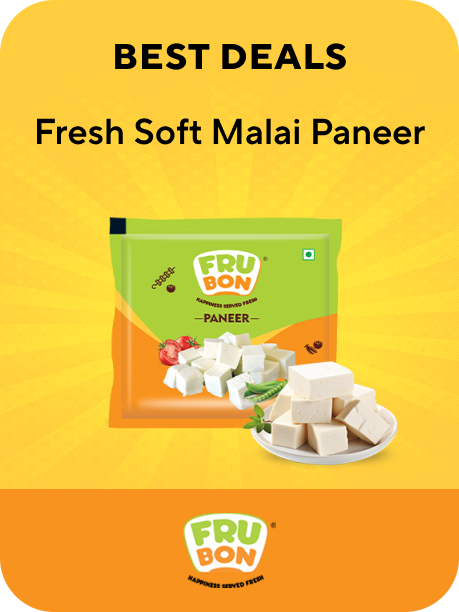 BEST DEALS
Fresh Soft Malai Paneer
FRU
BON
®
HAPPINESS SERVED FRESH
PANEER
FRU
BON
®
HAPPINESS SERVED FRESH